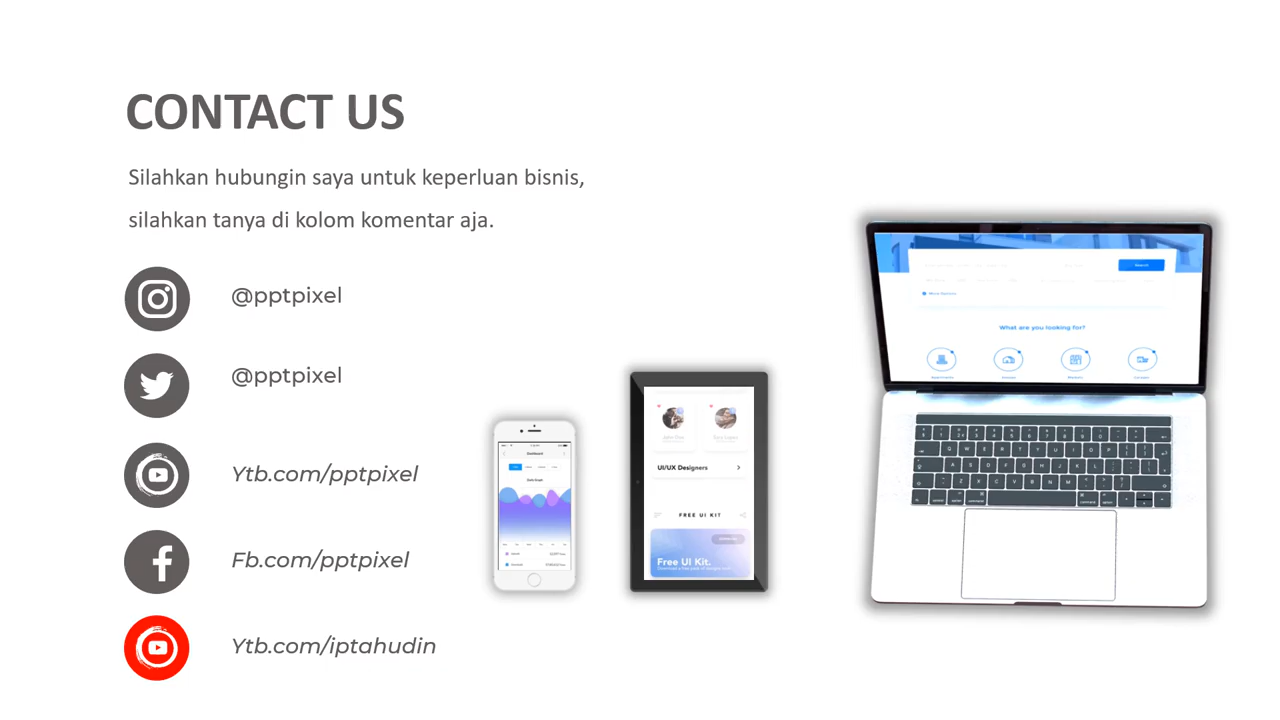 CONTACT US
Silahkan hubungin saya untuk keperluan bisnis,
silahkan tanya di kolom komentar aja.
@pptpixel
@pptpixel
Ytb.com/pptpixel
Fb.com/pptpixel
Ytb.com/iptahudin
Dashboard
UI/UX Designers
FREE UI KIT
Free UI Kit.
Search
What are you looking for?